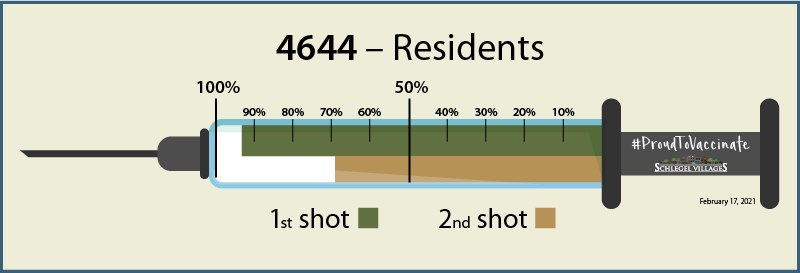 4644 – Residents
100% 50%
90% 80% 70% 60% 40% 30% 20% 10%
#ProudToVaccinate
SCHLEGEL VILLAGES
February 17, 2021
1st shot 2nd shot